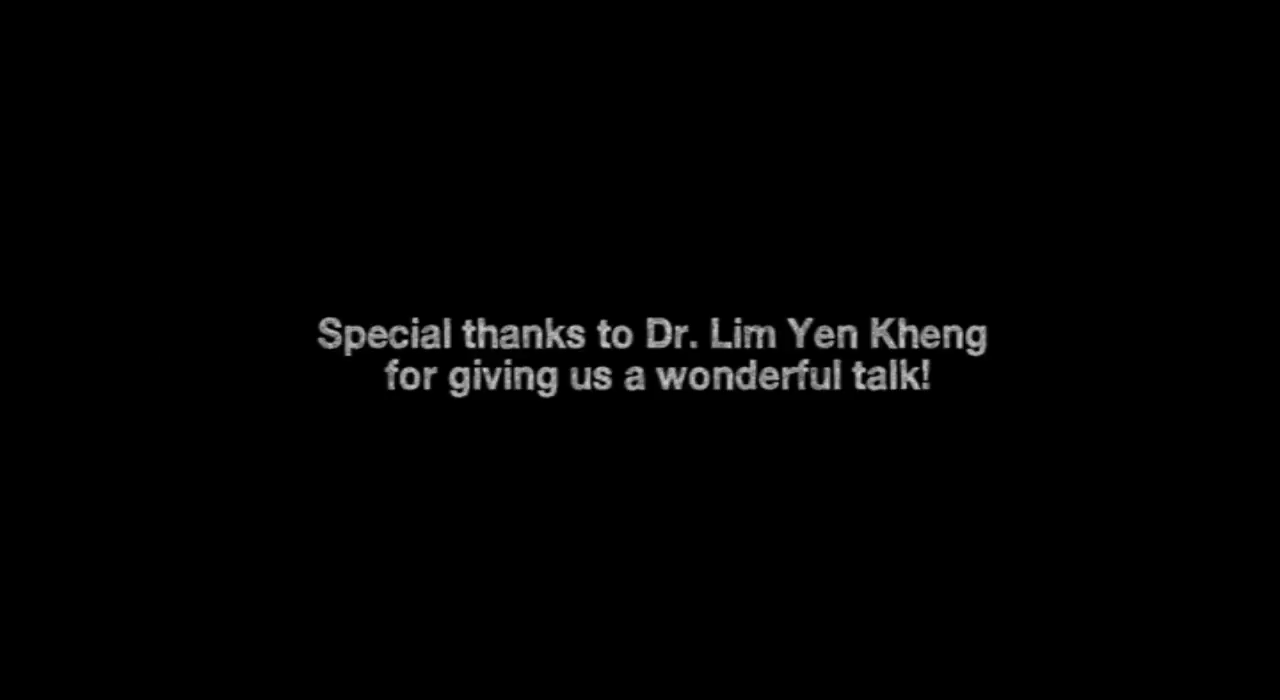 Special thanks to Dr. Lim Yen Kheng
for giving us a wonderful talk!